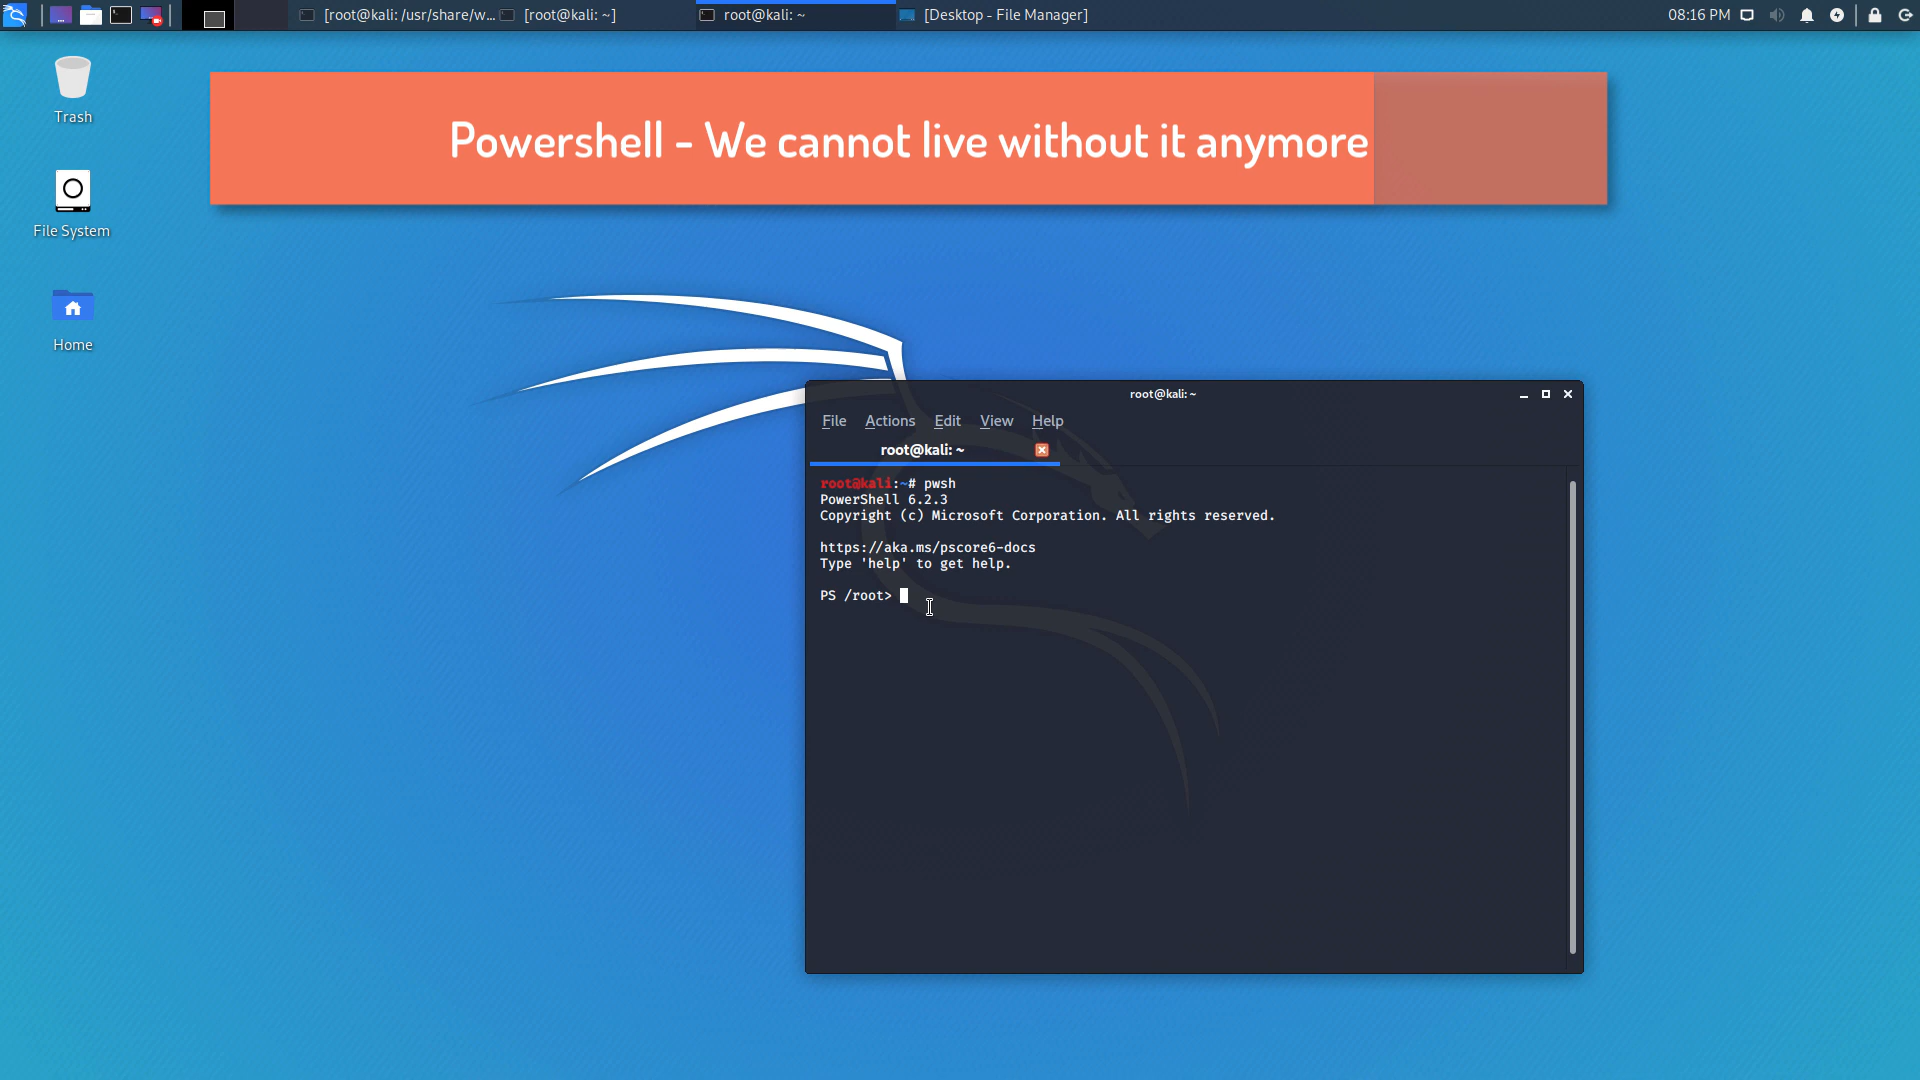 [root@kali: /usr/share/w...
[root@kali: ~]
root@kali: ~
[Desktop - File Manager]
08:16 PM
Trash
File System
Home
Powershell - We cannot live without it anymore
root@kali: ~
File Actions Edit View Help
root@kali: ~
root@kali:~# pwsh
PowerShell 6.2.3
Copyright (c) Microsoft Corporation. All rights reserved.
https://aka.ms/pscore6-docs
Type 'help' to get help.
PS /root>